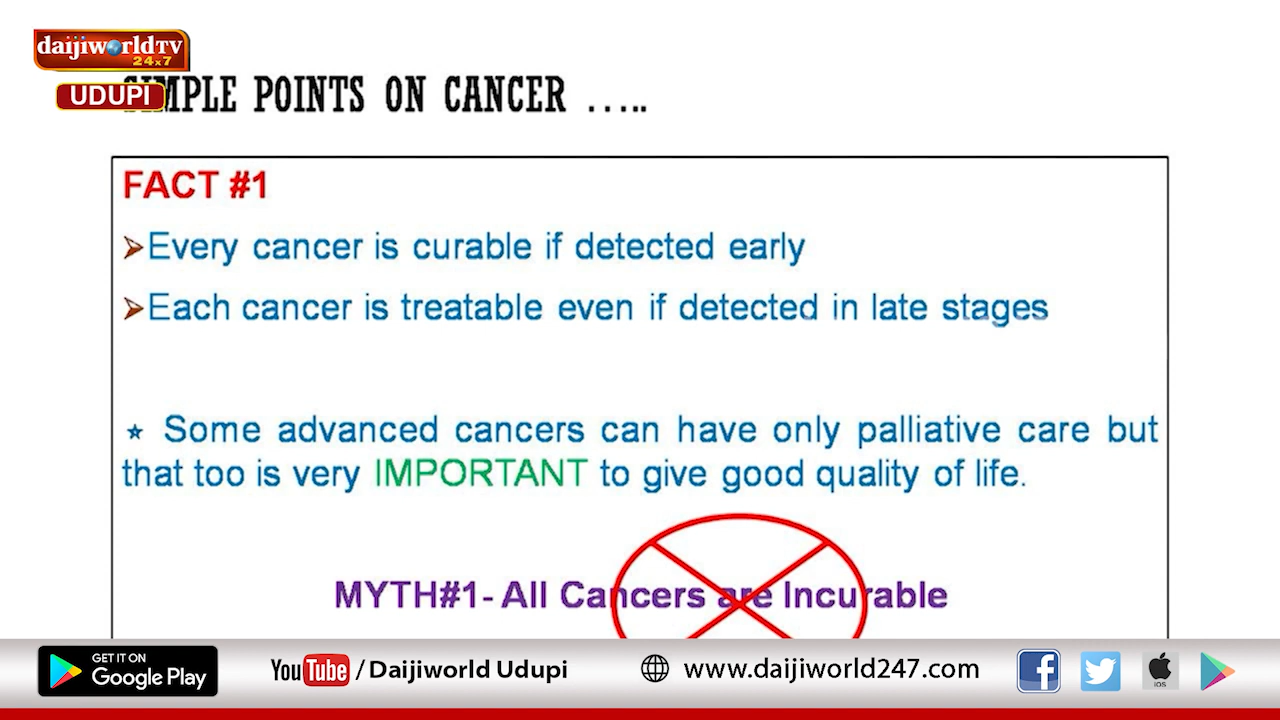 daijiworldTV
24x7
UDUPI
SIMPLE POINTS ON CANCER .....
FACT #1
➢Every cancer is curable if detected early
➢Each cancer is treatable even if detected in late stages
⋆ Some advanced cancers can have only palliative care but
that too is very IMPORTANT to give good quality of life.
MYTH#1- All Cancers are Incurable
GET IT ON
Google Play
YouTube / Daijiworld Udupi
www.daijiworld247.com
iOS